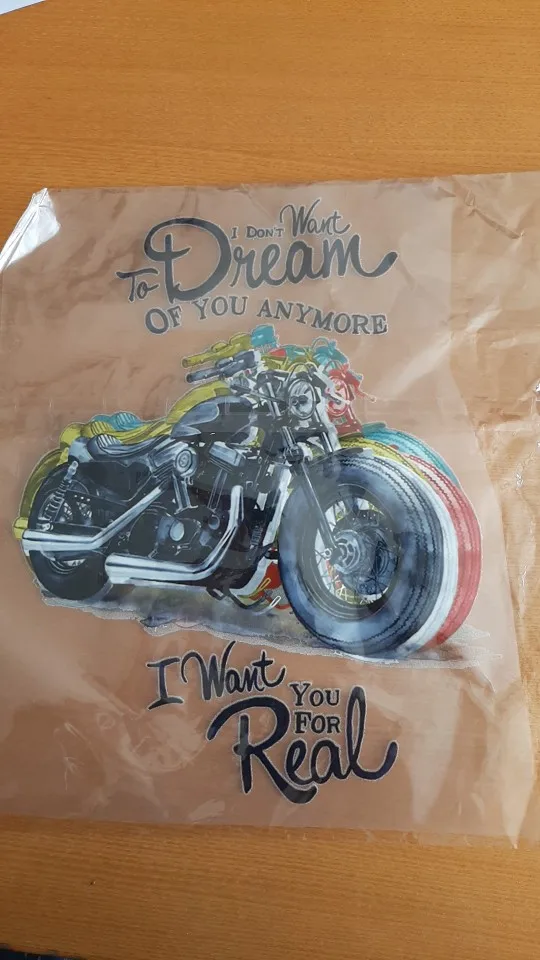 I Don't Want
To Dream
OF YOU ANYMORE
I Want
YOU
FOR
Real